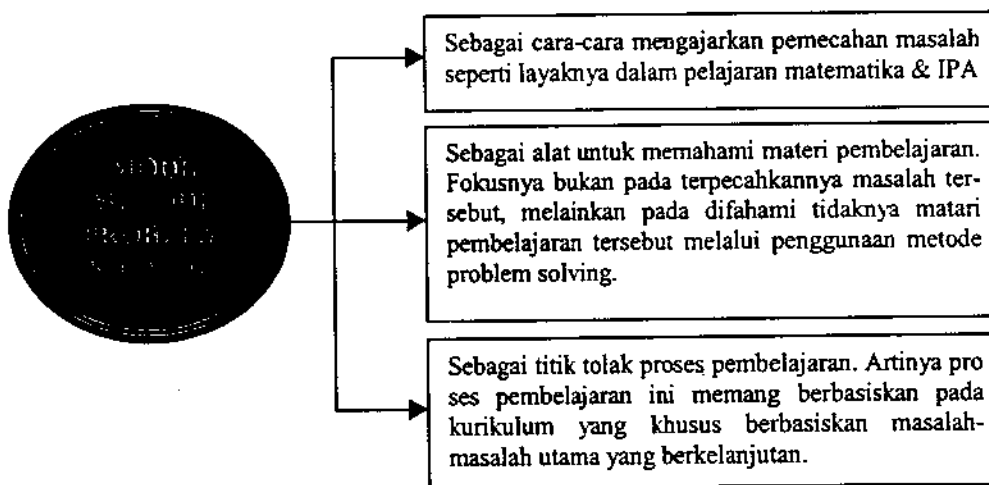 Sebagai cara-cara mengajarkan pemecahan masalah
seperti layaknya dalam pelajaran matematika & IPA
Sebagai alat untuk memahami materi pembelajaran.
Fokusnya bukan pada terpecahkannya masalah ter-
sebut, melainkan pada difahami tidaknya matari
pembelajaran tersebut melalui penggunaan metode
problem solving.
Sebagai titik tolak proses pembelajaran. Artinya pro
ses pembelajaran ini memang berbasiskan pada
kurikulum yang khusus berbasiskan masalah-
masalah utama yang berkelanjutan.